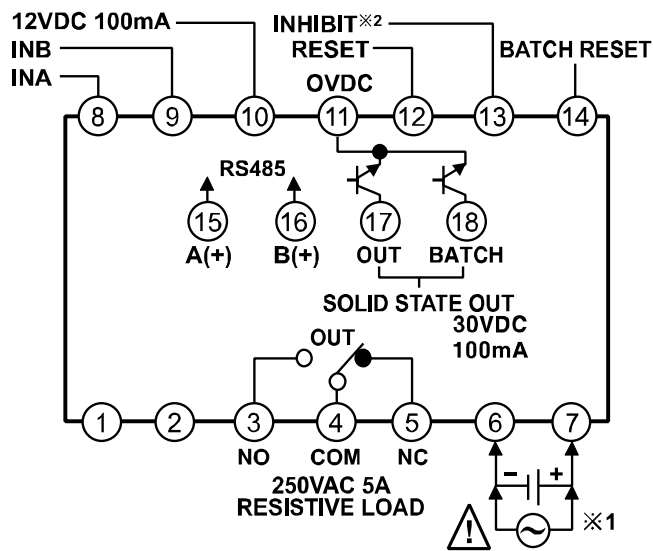 12VDC 100mA
INHIBIT※2
INB
RESET
BATCH RESET
INA
OVDC
8 9 10 11 12 13 14
RS485
15 16 17 18
A(+) B(+) OUT BATCH
SOLID STATE OUT
30VDC
100mA
OUT
1 2 3 4 5 6 7
NO COM NC
- +
250VAC 5A
RESISTIVE LOAD
! ※1